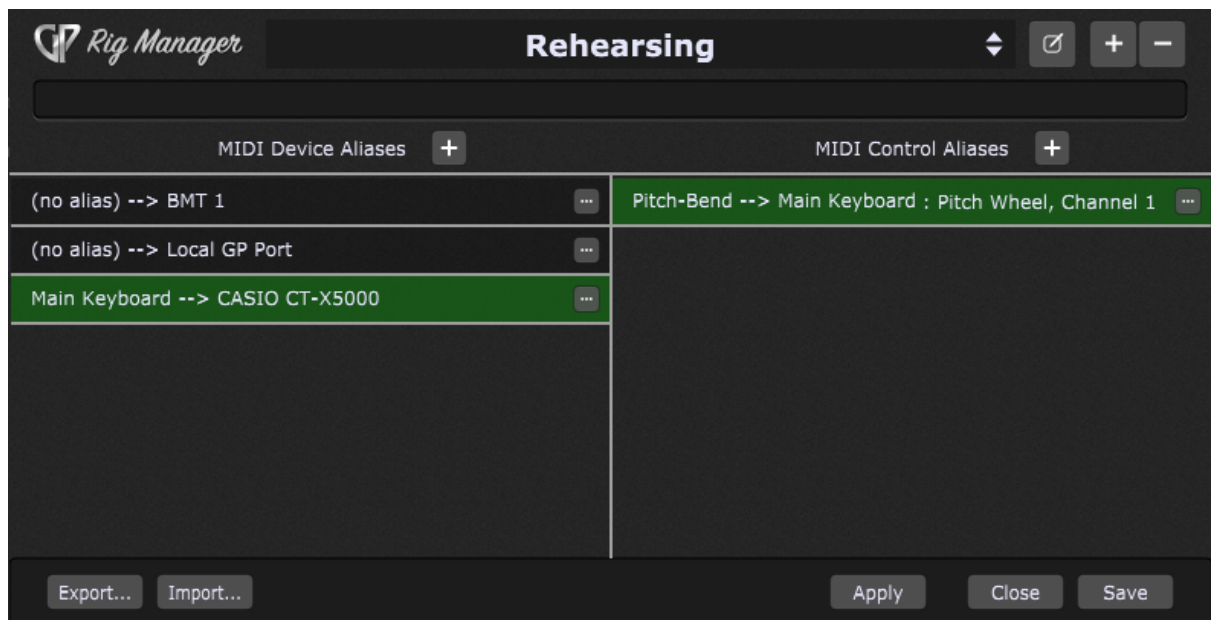 GP Rig Manager
Rehearsing
+ −
MIDI Device Aliases +
MIDI Control Aliases +
(no alias) --> BMT 1 ...
(no alias) --> Local GP Port ...
Main Keyboard --> CASIO CT-X5000 ...
Pitch-Bend --> Main Keyboard : Pitch Wheel, Channel 1 ...
Export... Import... Apply Close Save